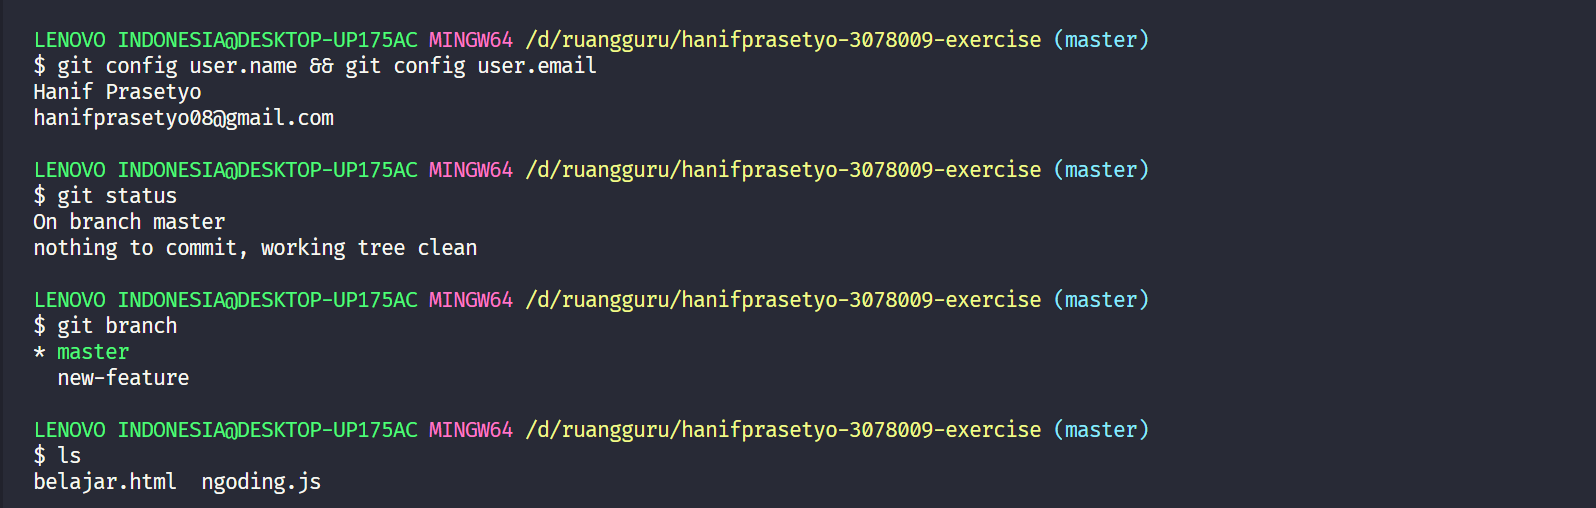 LENOVO INDONESIA@DESKTOP-UP175AC MINGW64 /d/ruangguru/hanifprasetyo-3078009-exercise (master)
$ git config user.name && git config user.email
Hanif Prasetyo
hanifprasetyo08@gmail.com
LENOVO INDONESIA@DESKTOP-UP175AC MINGW64 /d/ruangguru/hanifprasetyo-3078009-exercise (master)
$ git status
On branch master
nothing to commit, working tree clean
LENOVO INDONESIA@DESKTOP-UP175AC MINGW64 /d/ruangguru/hanifprasetyo-3078009-exercise (master)
$ git branch
* master
  new-feature
LENOVO INDONESIA@DESKTOP-UP175AC MINGW64 /d/ruangguru/hanifprasetyo-3078009-exercise (master)
$ ls
belajar.html  ngoding.js